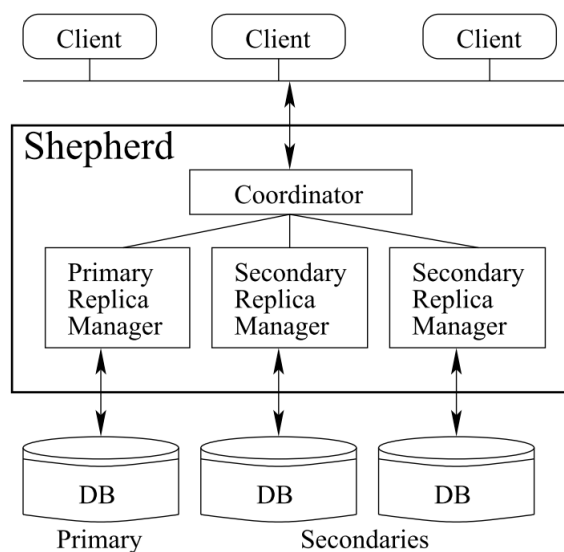 Client
Client
Client
Shepherd
Coordinator
Primary
Replica
Manager
Secondary
Replica
Manager
Secondary
Replica
Manager
DB
DB
DB
Primary
Secondaries